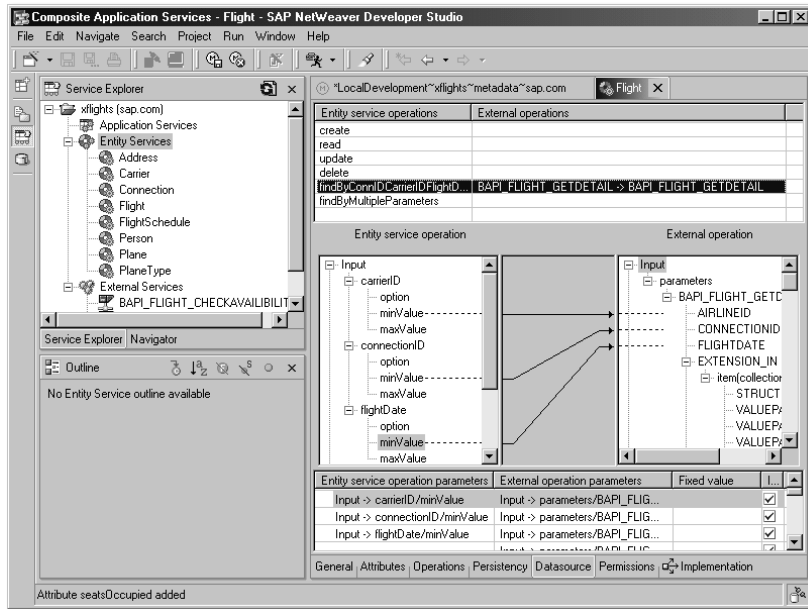 Composite Application Services - Flight - SAP NetWeaver Developer Studio
File Edit Navigate Search Project Run Window Help
Service Explorer
xflights (sap.com)
Application Services
Entity Services
Address
Carrier
Connection
Flight
FlightSchedule
Person
Plane
PlaneType
External Services
BAPI_FLIGHT_CHECKAVAILIBILIT
Service Explorer Navigator
Outline
No Entity Service outline available
*LocalDevelopment~xflights~metadata~sap.com Flight
Entity service operations External operations
create
read
update
delete
findByConnIDCarrierIDFlightD... BAPI_FLIGHT_GETDETAIL -> BAPI_FLIGHT_GETDETAIL
findByMultipleParameters
Entity service operation External operation
Input
carrierID
option
minValue
maxValue
connectionID
option
minValue
maxValue
flightDate
option
minValue
maxValue
Input
parameters
BAPI_FLIGHT_GETD
AIRLINEID
CONNECTIONID
FLIGHTDATE
EXTENSION_IN
item(collection
STRUCT
VALUEPA
VALUEPA
VALUEPA
Entity service operation parameters External operation parameters Fixed value I...
Input -> carrierID/minValue Input -> parameters/BAPI_FLIG...
Input -> connectionID/minValue Input -> parameters/BAPI_FLIG...
Input -> flightDate/minValue Input -> parameters/BAPI_FLIG...
General Attributes Operations Persistency Datasource Permissions Implementation
Attribute seatsOccupied added